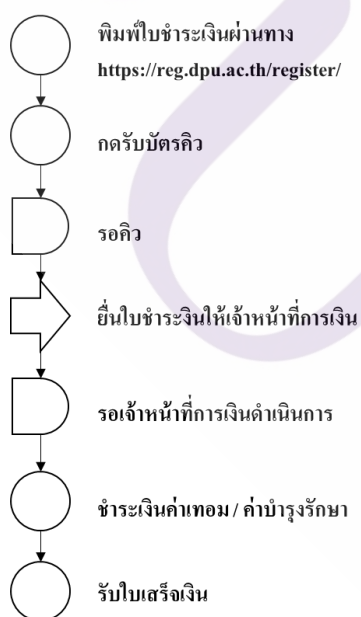 พิมพ์ใบชำระเงินผ่านทาง
https://reg.dpu.ac.th/register/
กดรับบัตรคิว
รอคิว
ยื่นใบชำระงินให้เจ้าหน้าที่การเงิน
รอเจ้าหน้าที่การเงินดำเนินการ
ชำระเงินค่าเทอม / ค่าบำรุงรักษา
รับใบเสร็จเงิน